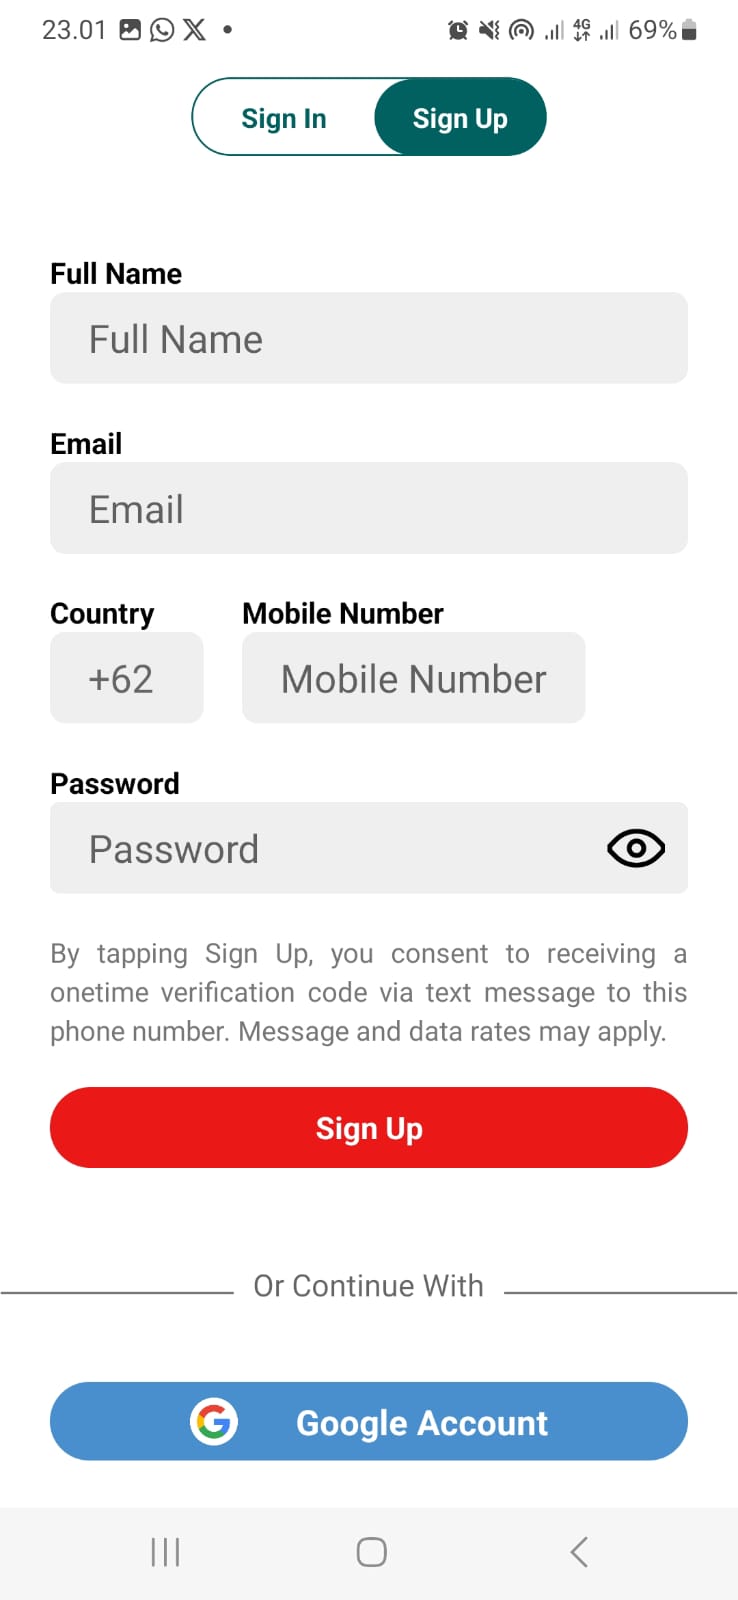 23.01 4G 69%
Sign In Sign Up
Full Name
Full Name
Email
Email
Country Mobile Number
+62 Mobile Number
Password
Password
By tapping Sign Up, you consent to receiving a
onetime verification code via text message to this
phone number. Message and data rates may apply.
Sign Up
Or Continue With
G Google Account